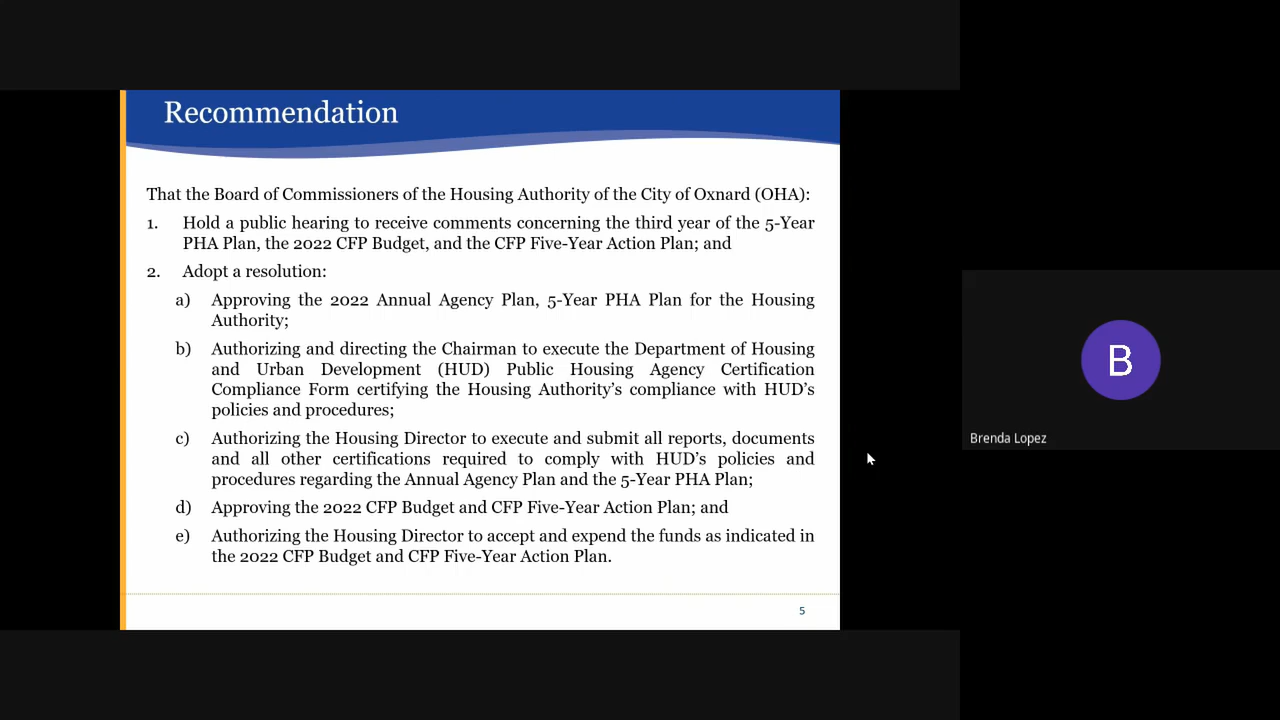 Recommendation
That the Board of Commissioners of the Housing Authority of the City of Oxnard (OHA):
1. Hold a public hearing to receive comments concerning the third year of the 5-Year
PHA Plan, the 2022 CFP Budget, and the CFP Five-Year Action Plan; and
2. Adopt a resolution:
a) Approving the 2022 Annual Agency Plan, 5-Year PHA Plan for the Housing
Authority;
b) Authorizing and directing the Chairman to execute the Department of Housing
and Urban Development (HUD) Public Housing Agency Certification
Compliance Form certifying the Housing Authority's compliance with HUD's
policies and procedures;
c) Authorizing the Housing Director to execute and submit all reports, documents
and all other certifications required to comply with HUD's policies and
procedures regarding the Annual Agency Plan and the 5-Year PHA Plan;
d) Approving the 2022 CFP Budget and CFP Five-Year Action Plan; and
e) Authorizing the Housing Director to accept and expend the funds as indicated in
the 2022 CFP Budget and CFP Five-Year Action Plan.
5
B
Brenda Lopez